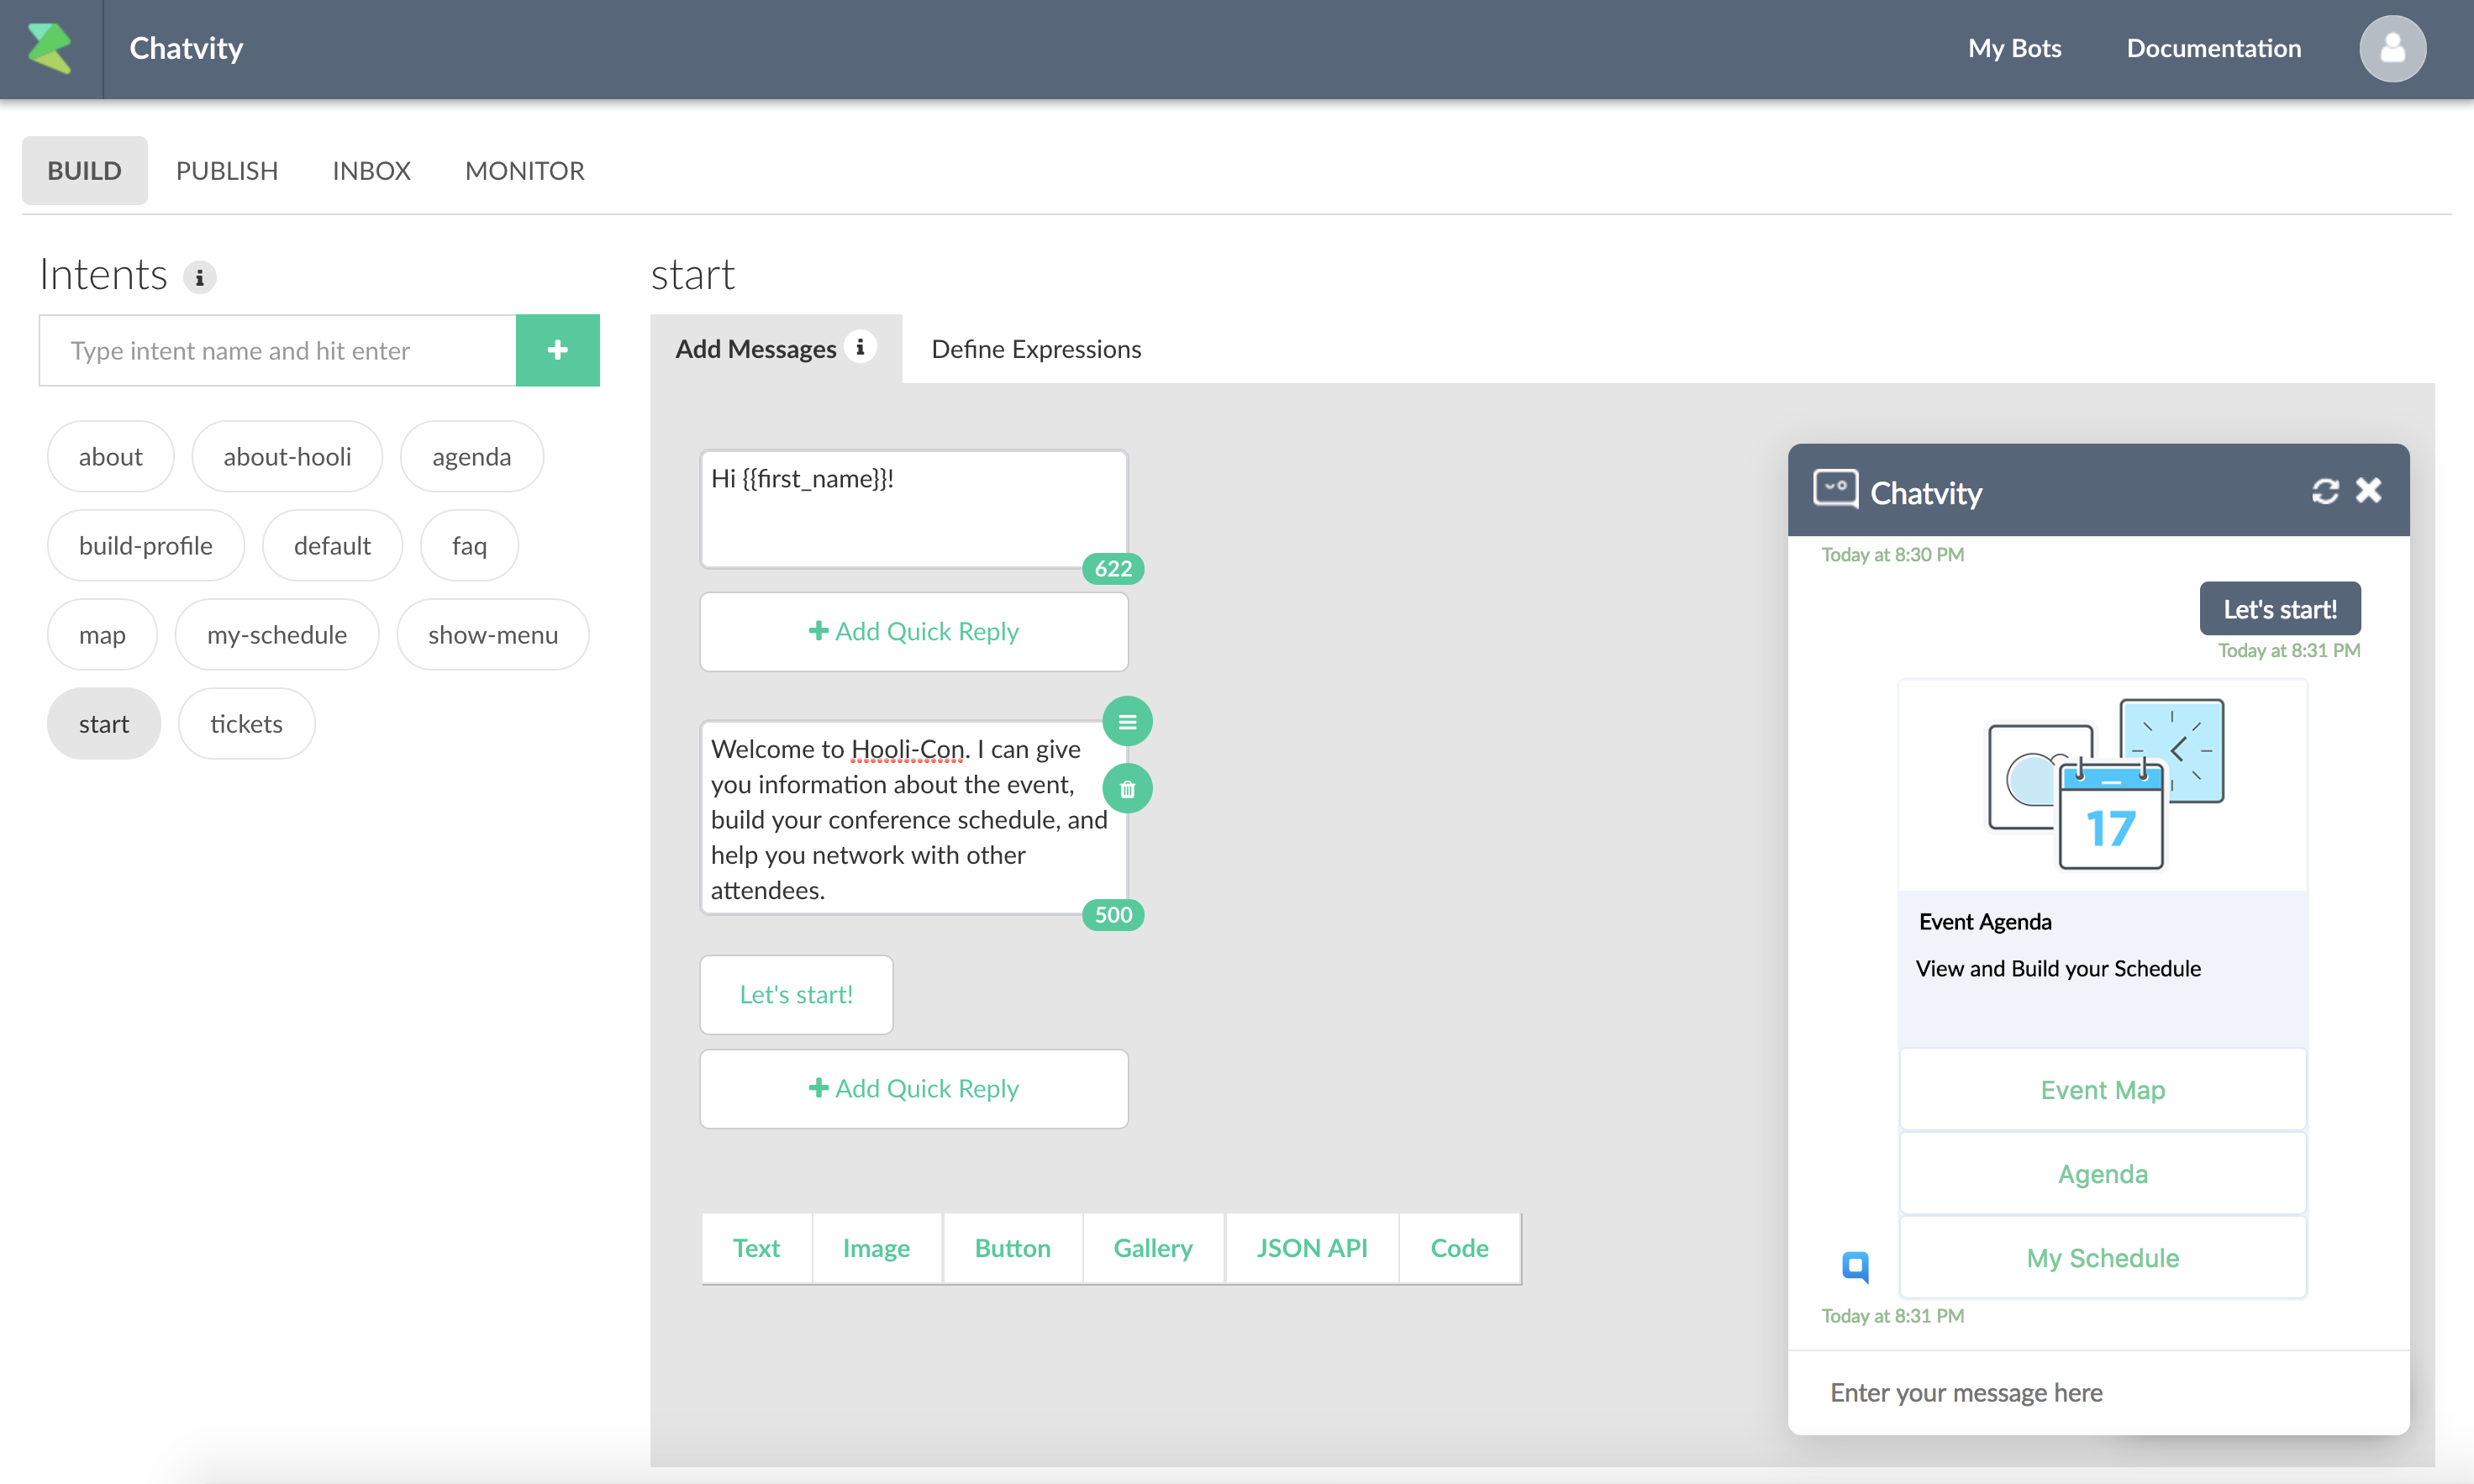 Chatvity
My Bots
Documentation
BUILD
PUBLISH
INBOX
MONITOR
Intents
Type intent name and hit enter
about
about-hooli
agenda
build-profile
default
faq
map
my-schedule
show-menu
start
tickets
start
Add Messages
Define Expressions
Hi {{first_name}}!
622
Add Quick Reply
Welcome to Hooli-Con. I can give
you information about the event,
build your conference schedule, and
help you network with other
attendees.
500
Let's start!
Add Quick Reply
Text
Image
Button
Gallery
JSON API
Code
Chatvity
Today at 8:30 PM
Let's start!
Today at 8:31 PM
17
Event Agenda
View and Build your Schedule
Event Map
Agenda
My Schedule
Today at 8:31 PM
Enter your message here